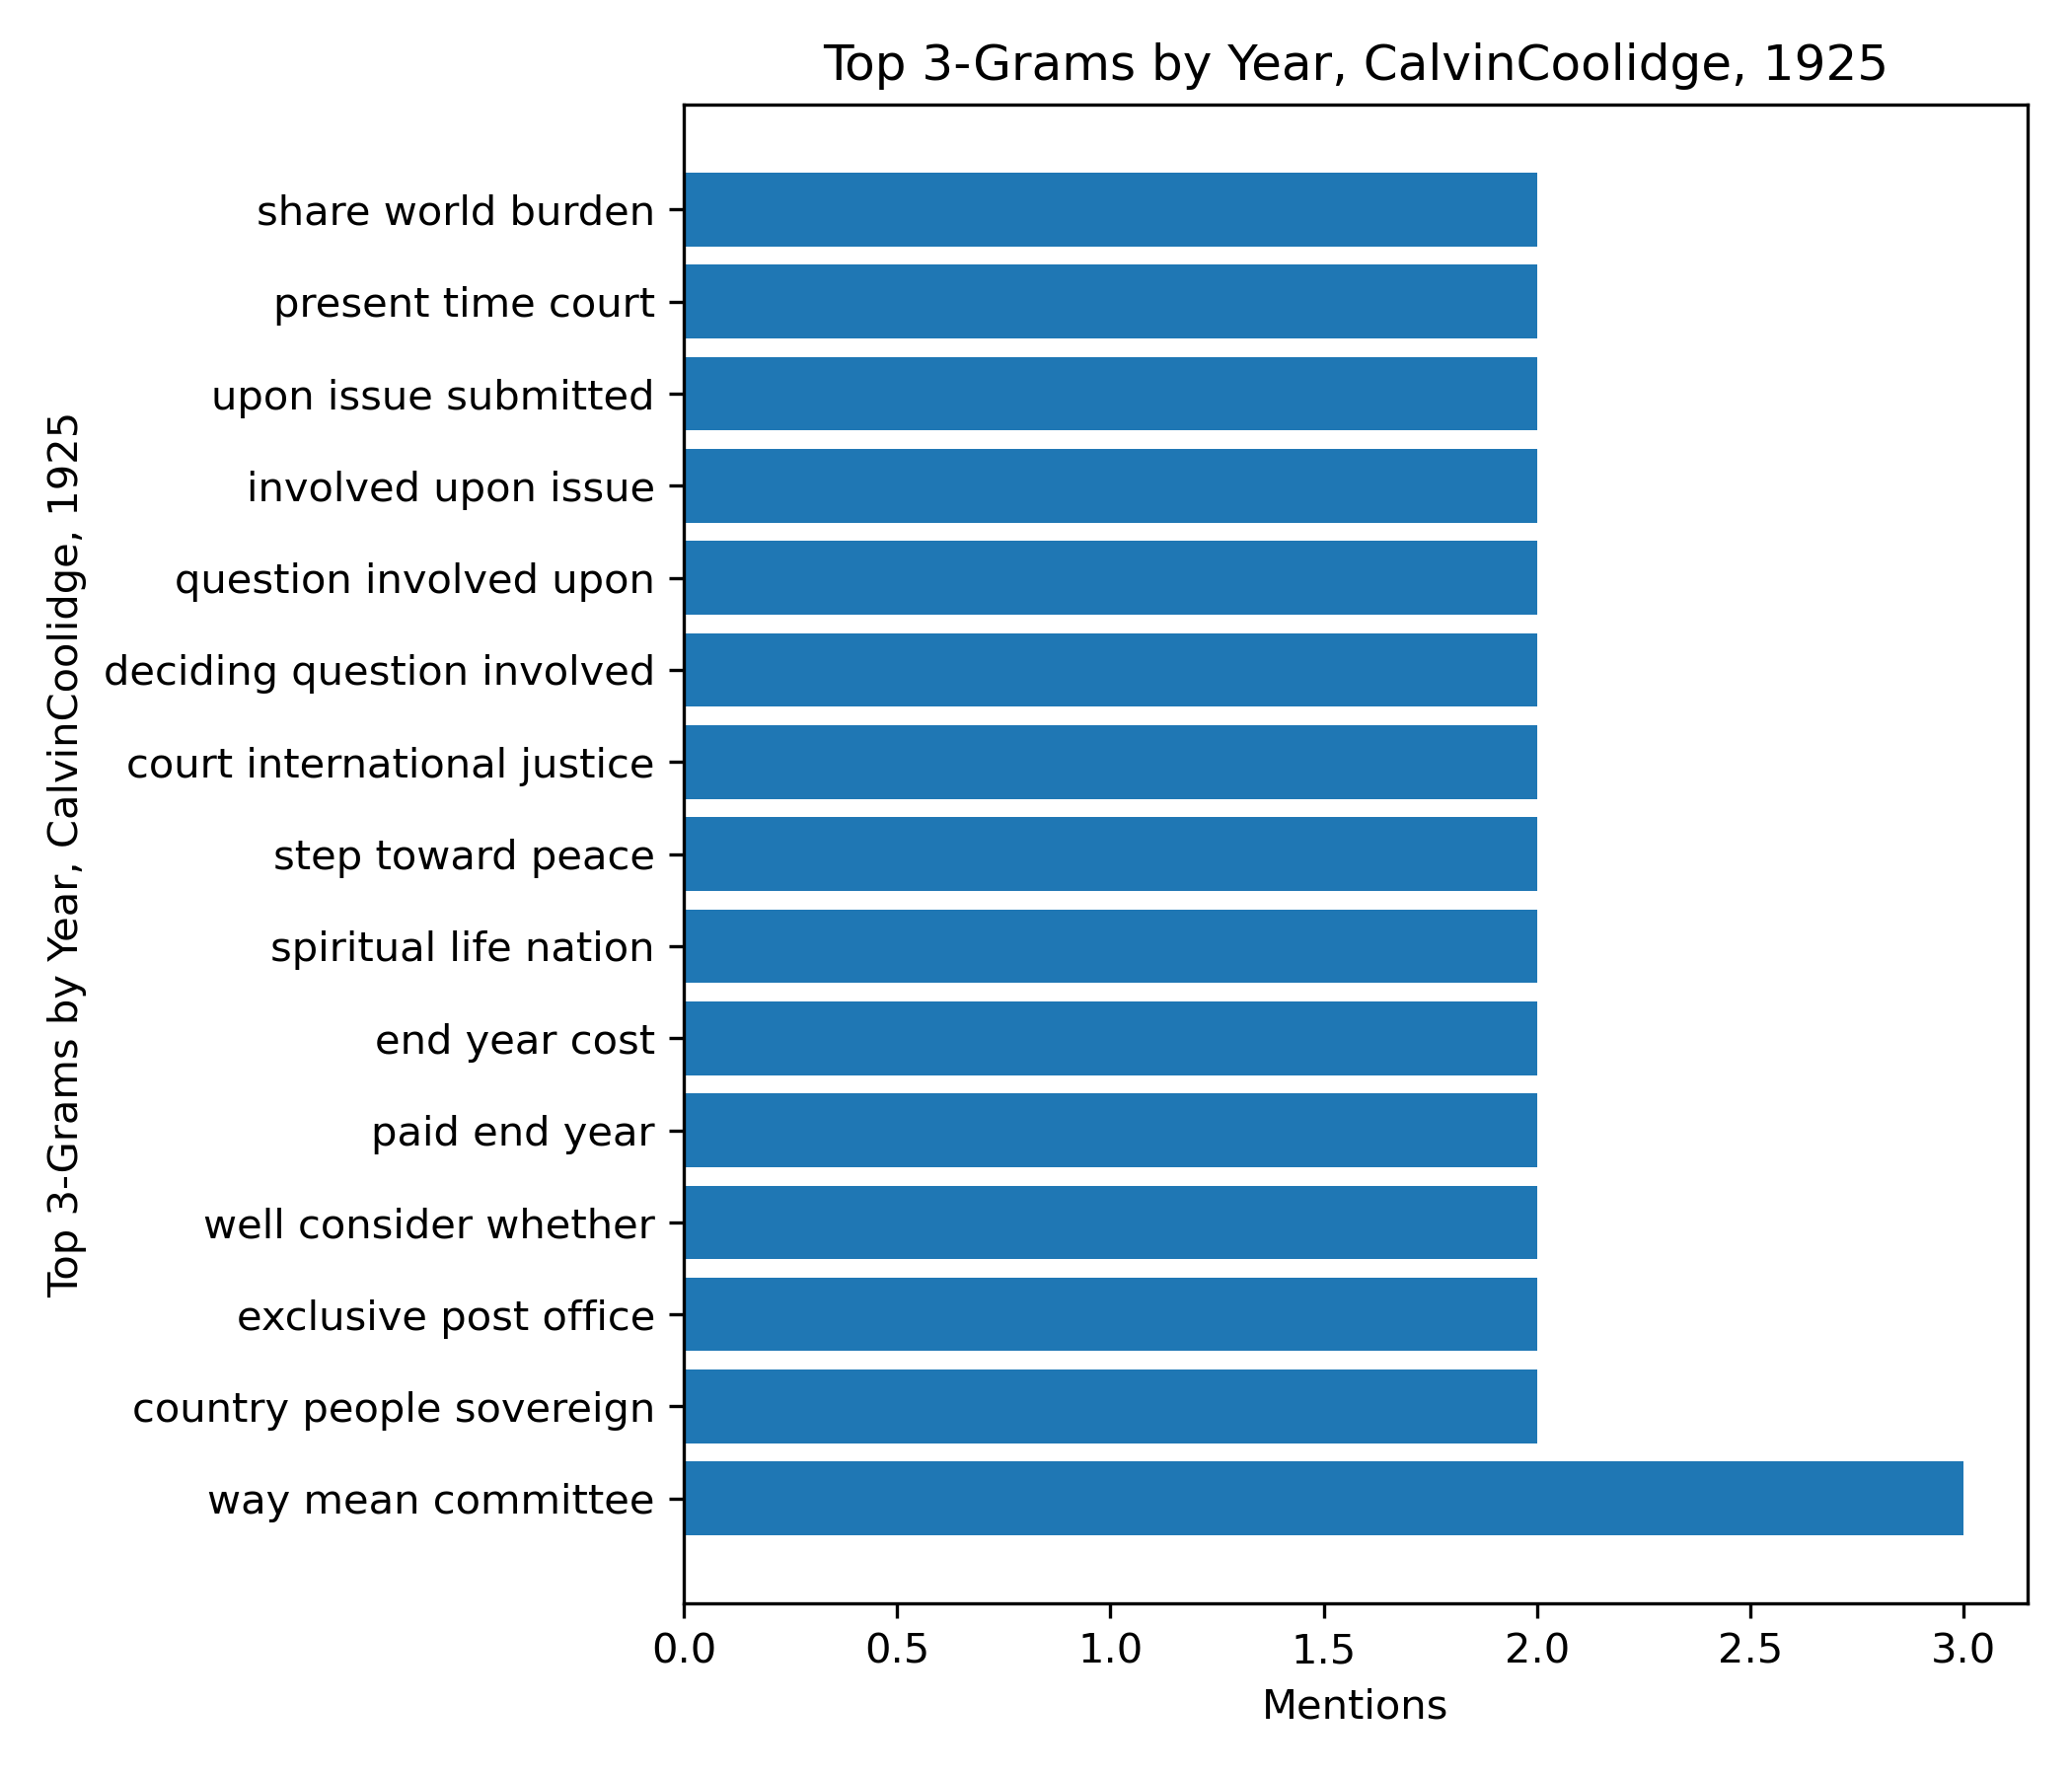 Top 3-Grams by Year, CalvinCoolidge, 1925
Top 3-Grams by Year, CalvinCoolidge, 1925
share world burden
present time court
upon issue submitted
involved upon issue
question involved upon
deciding question involved
court international justice
step toward peace
spiritual life nation
end year cost
paid end year
well consider whether
exclusive post office
country people sovereign
way mean committee
0.0 0.5 1.0 1.5 2.0 2.5 3.0
Mentions